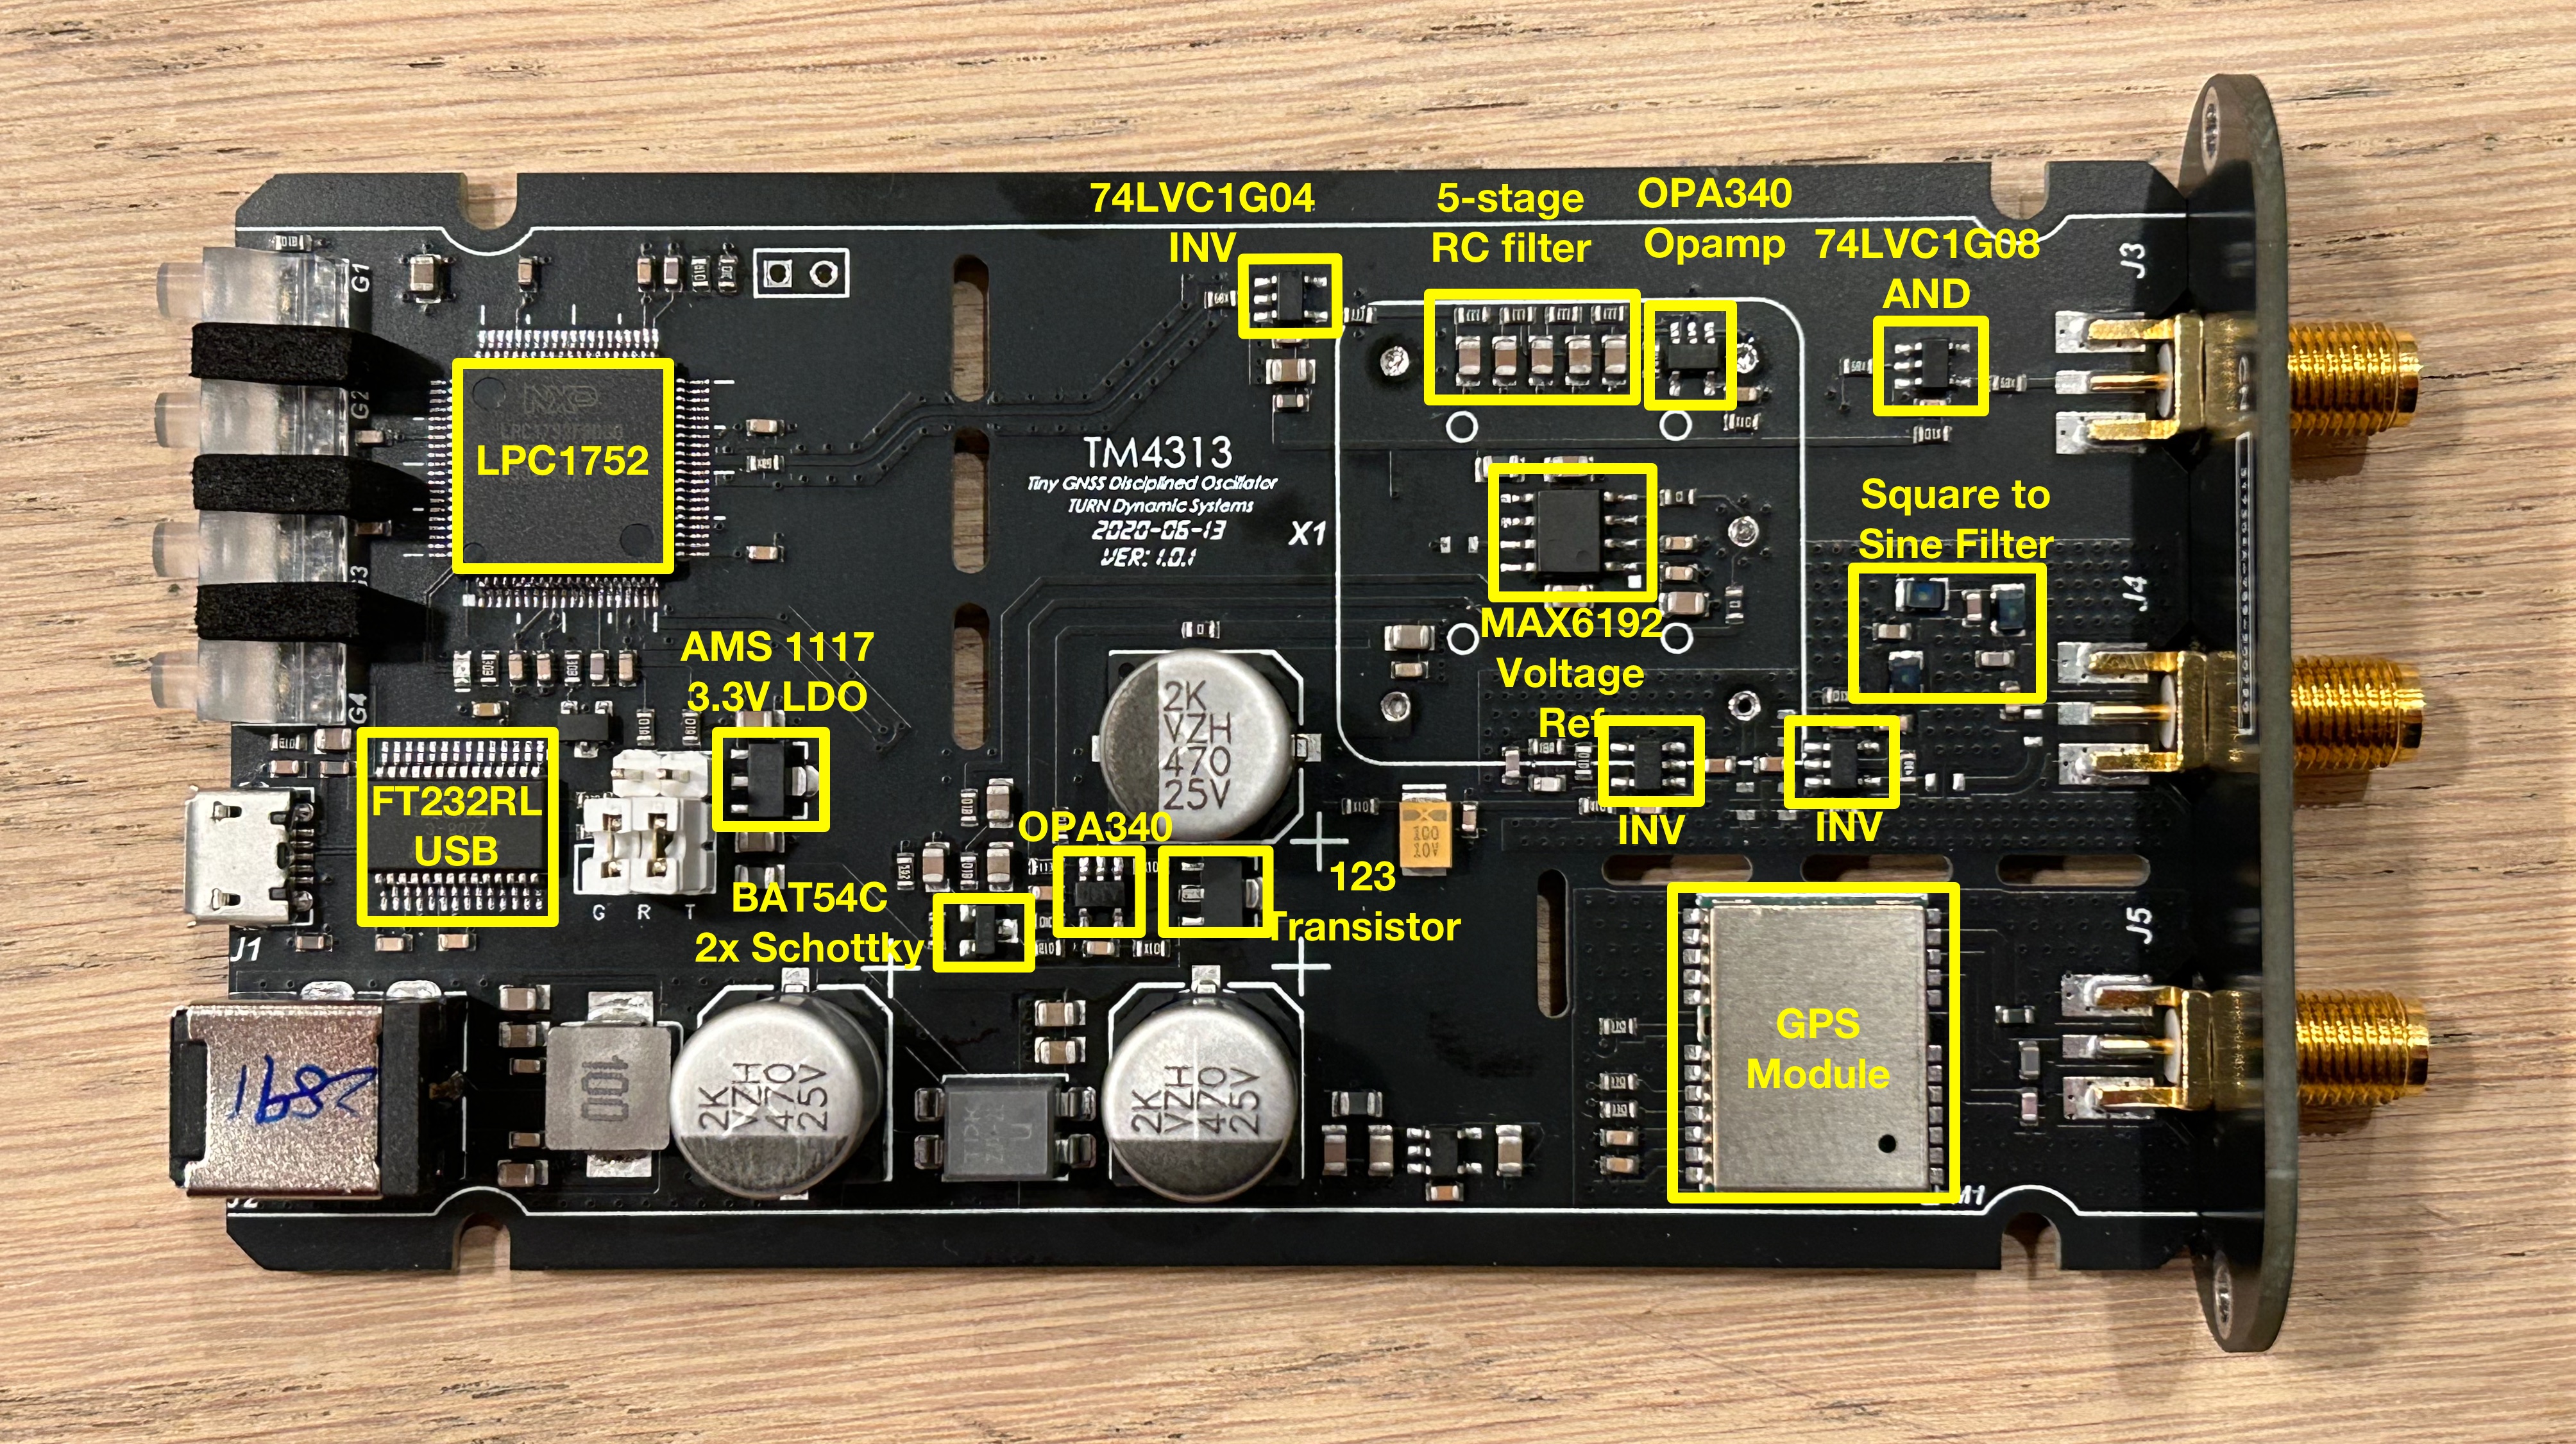 74LVC1G04
INV
5-stage
RC filter
OPA340
Opamp
74LVC1G08
AND
J3
G1
G2
NXP
LPC1752
TM4313
Tiny GNSS Disciplined Oscillator
TURN Dynamic Systems
2020-06-13
VER: 1.0.1
X1
Square to
Sine Filter
J4
MAX6192
Voltage
Ref
AMS 1117
3.3V LDO
G4
2K
VZH
470
25V
INV
INV
FT232RL
USB
G R T
OPA340
100
10V
BAT54C
2x Schottky
123
Transistor
J1
J5
GPS
Module
100
2K
VZH
470
25V
2K
VZH
470
25V
J2